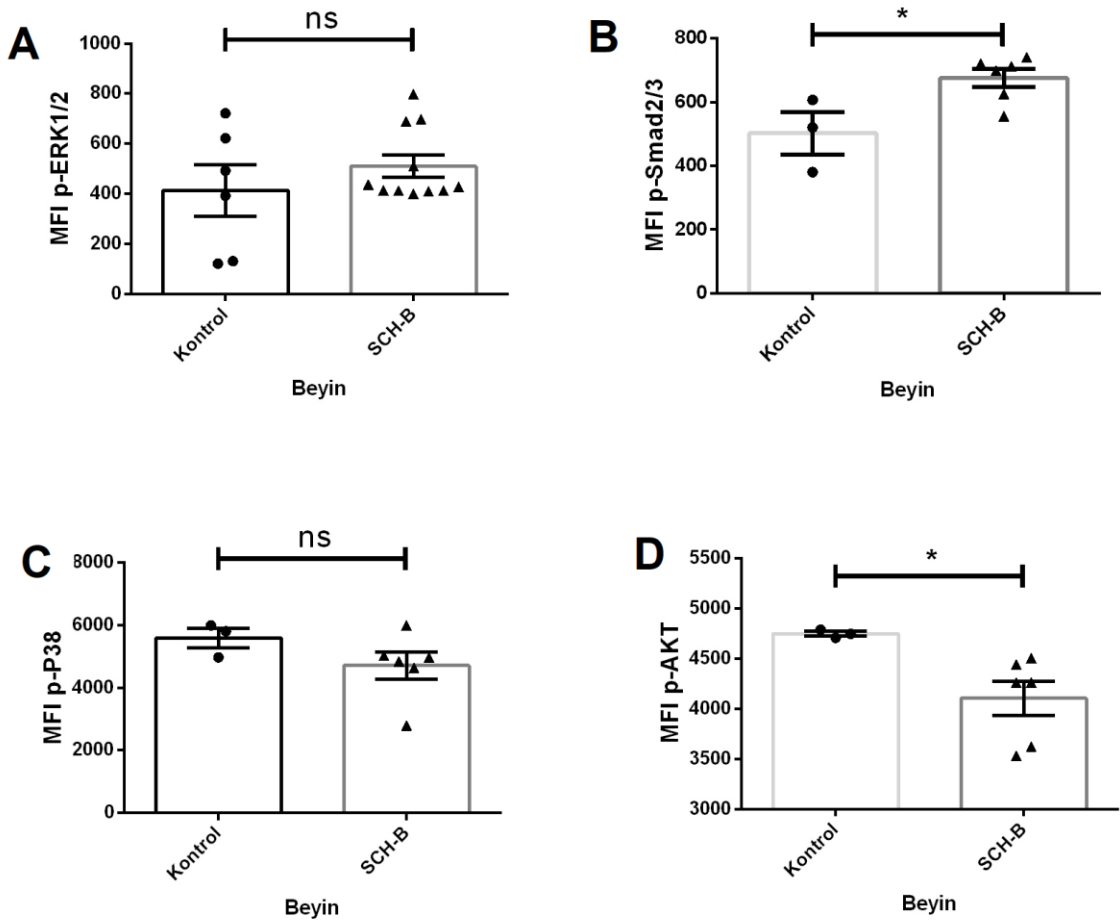 A
ns
MFI p-ERK1/2
1000
800
600
400
200
0
Kontrol
SCH-B
Beyin
B
*
MFI p-Smad2/3
800
600
400
200
0
Kontrol
SCH-B
Beyin
C
ns
MFI p-P38
8000
6000
4000
2000
0
Kontrol
SCH-B
Beyin
D
*
MFI p-AKT
5500
5000
4500
4000
3500
3000
Kontrol
SCH-B
Beyin